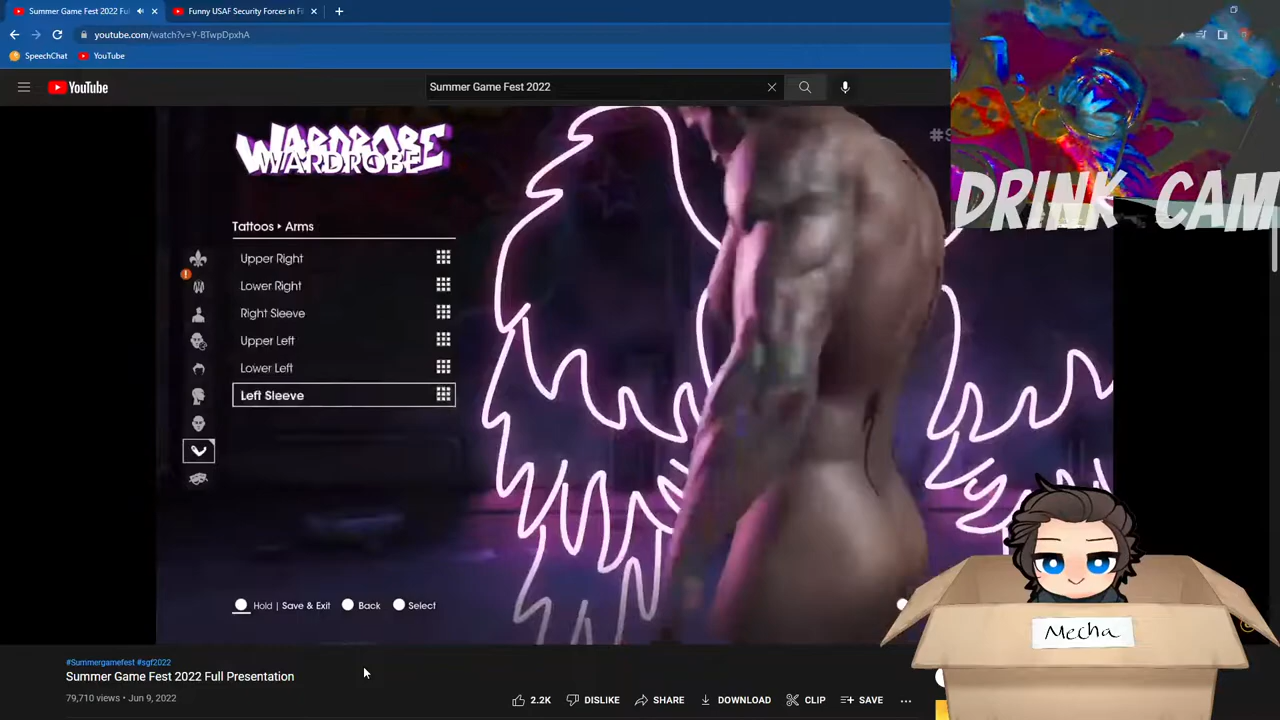 Summer Game Fest 2022 Ful
Funny USAF Security Forces in Fi
youtube.com/watch?v=Y-8TwpDpxhA
SpeechChat
YouTube
YouTube
Summer Game Fest 2022
WARDROBE
WARDROBE
Tattoos Arms
Upper Right
Lower Right
Right Sleeve
Upper Left
Lower Left
Left Sleeve
Hold | Save & Exit
Back
Select
DRINK CAM
Mecha
#Summergamefest #sgf2022
Summer Game Fest 2022 Full Presentation
79,710 views • Jun 9, 2022
2.2K
DISLIKE
SHARE
DOWNLOAD
CLIP
SAVE